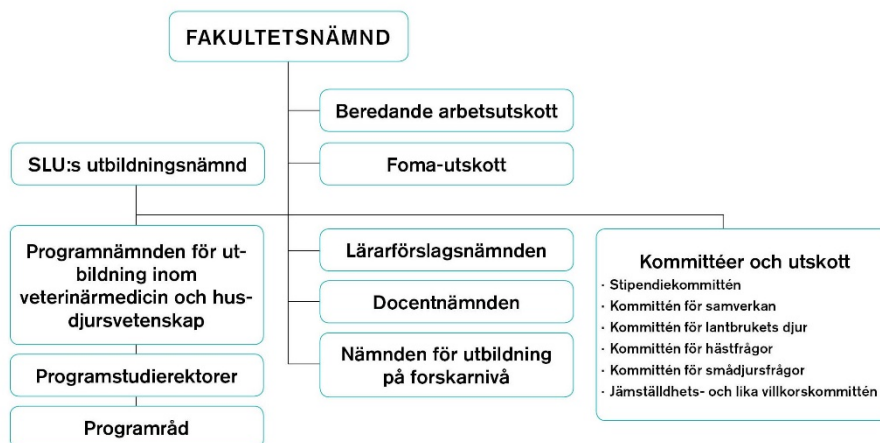 FAKULTETSNÄMND
Beredande arbetsutskott
Foma-utskott
SLU:s utbildningsnämnd
Programnämnden för ut-
bildning inom
veterinärmedicin och hus-
djursvetenskap
Programstudierektorer
Programråd
Lärarförslagsnämnden
Docentnämnden
Nämnden för utbildning
på forskarnivå
Kommittéer och utskott
· Stipendiekommittén
· Kommittén för samverkan
· Kommittén för lantbrukets djur
· Kommittén för hästfrågor
· Kommittén för smådjursfrågor
· Jämställdhets- och lika villkorskommittén